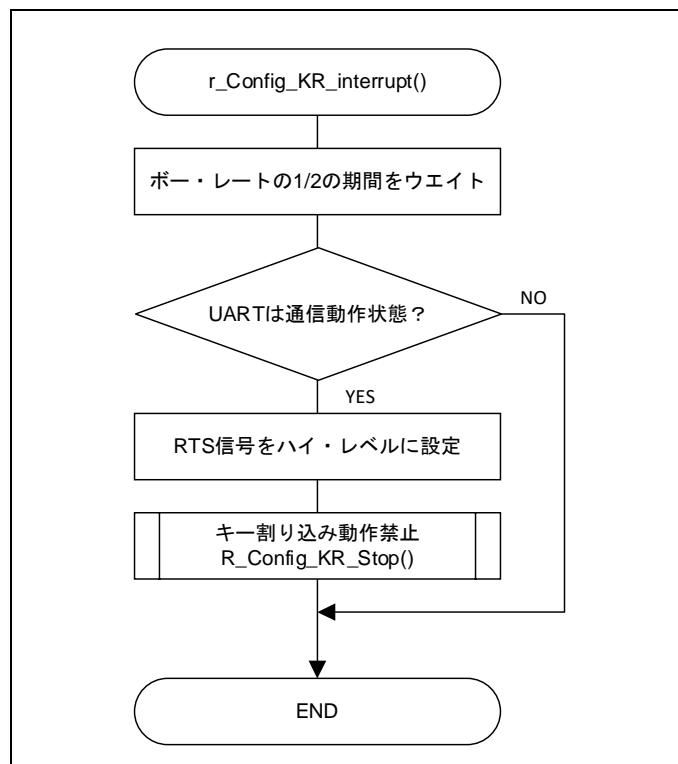 r_Config_KR_interrupt()
ボー・レートの1/2の期間をウエイト
UARTは通信動作状態？
NO
YES
RTS信号をハイ・レベルに設定
キー割り込み動作禁止
R_Config_KR_Stop()
END